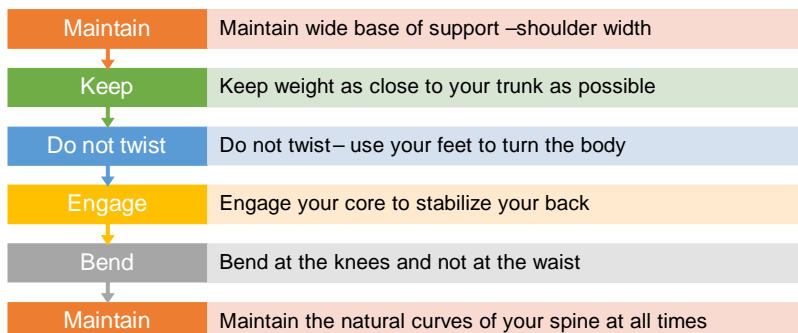 Maintain Maintain wide base of support –shoulder width
Keep Keep weight as close to your trunk as possible
Do not twist Do not twist– use your feet to turn the body
Engage Engage your core to stabilize your back
Bend Bend at the knees and not at the waist
Maintain Maintain the natural curves of your spine at all times